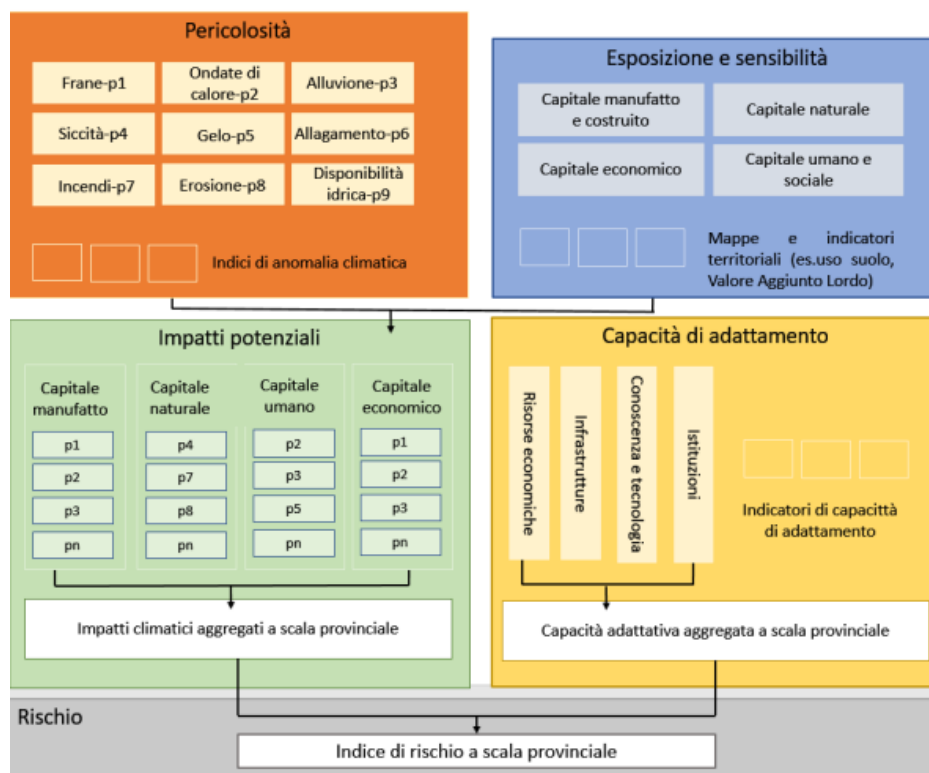 Pericolosità
Frane-p1
Ondate di
calore-p2
Alluvione-p3
Siccità-p4
Gelo-p5
Allagamento-p6
Incendi-p7
Erosione-p8
Disponibilità
idrica-p9
Indici di anomalia climatica
Esposizione e sensibilità
Capitale manufatto
e costruito
Capitale naturale
Capitale economico
Capitale umano e
sociale
Mappe e indicatori
territoriali (es.uso suolo,
Valore Aggiunto Lordo)
Impatti potenziali
Capitale
manufatto
p1
p2
p3
pn
Capitale
naturale
p4
p7
p8
pn
Capitale
umano
p2
p3
p5
pn
Capitale
economico
p1
p2
p3
pn
Impatti climatici aggregati a scala provinciale
Capacità di adattamento
Risorse economiche
Infrastrutture
Conoscenza e tecnologia
Istituzioni
Indicatori di capacittà
di adattamento
Capacità adattativa aggregata a scala provinciale
Rischio
Indice di rischio a scala provinciale